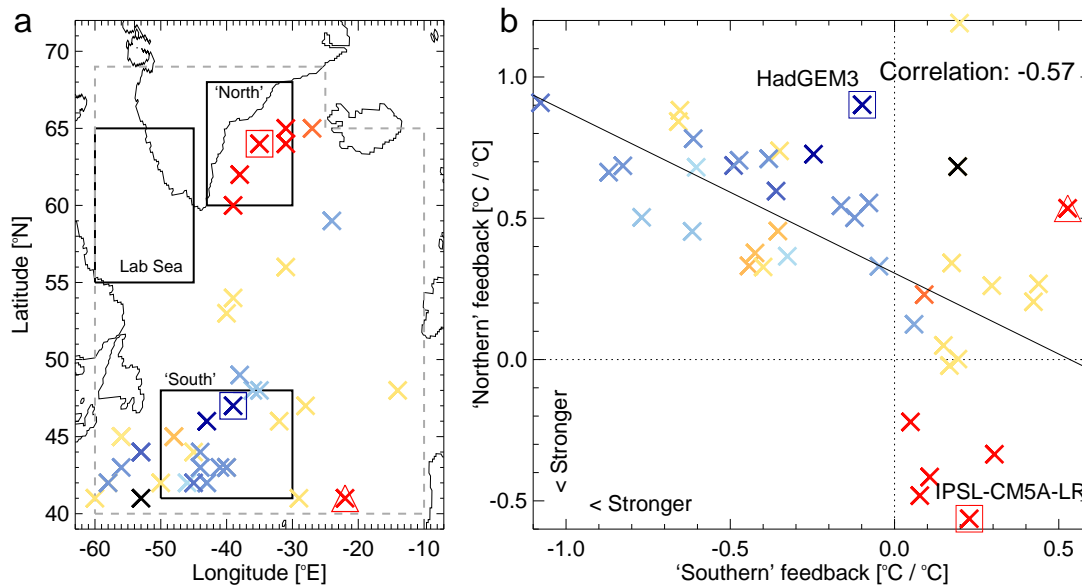 a
70
65
60
55
50
45
40
Latitude [°N]
'North'
Lab Sea
'South'
-60
-50
-40
-30
-20
-10
Longitude [°E]
b
1.0
0.5
0.0
-0.5
'Northern' feedback [°C / °C]
HadGEM3
Correlation: -0.57
IPSL-CM5A-LR
< Stronger
< Stronger
-1.0
-0.5
0.0
0.5
'Southern' feedback [°C / °C]